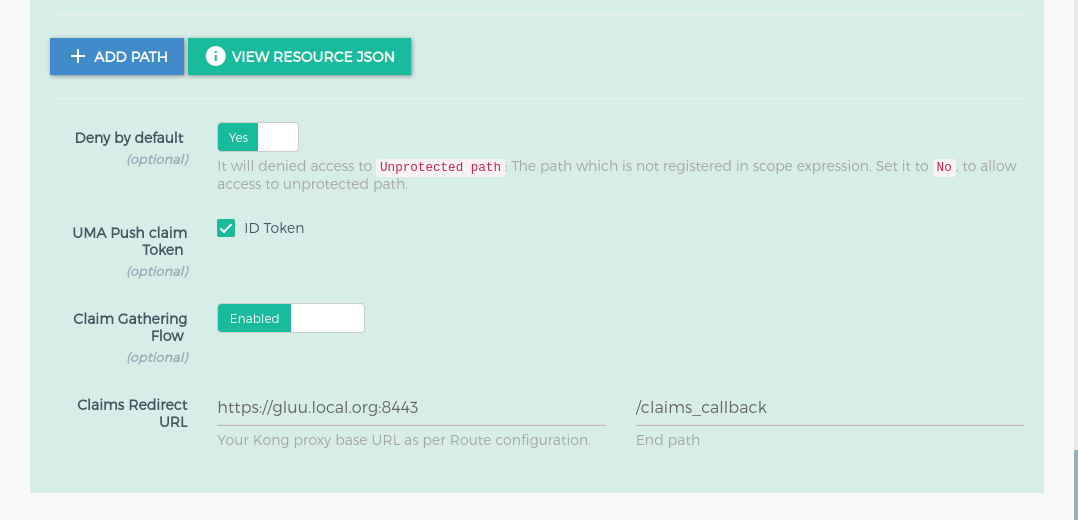 ADD PATH
VIEW RESOURCE JSON
Deny by default
(optional)
Yes
It will denied access to Unprotected path: The path which is not registered in scope expression. Set it to No, to allow
access to unprotected path.
UMA Push claim
Token
(optional)
ID Token
Claim Gathering
Flow
(optional)
Enabled
Claims Redirect
URL
https://gluu.local.org:8443
/claims_callback
Your Kong proxy base URL as per Route configuration.
End path